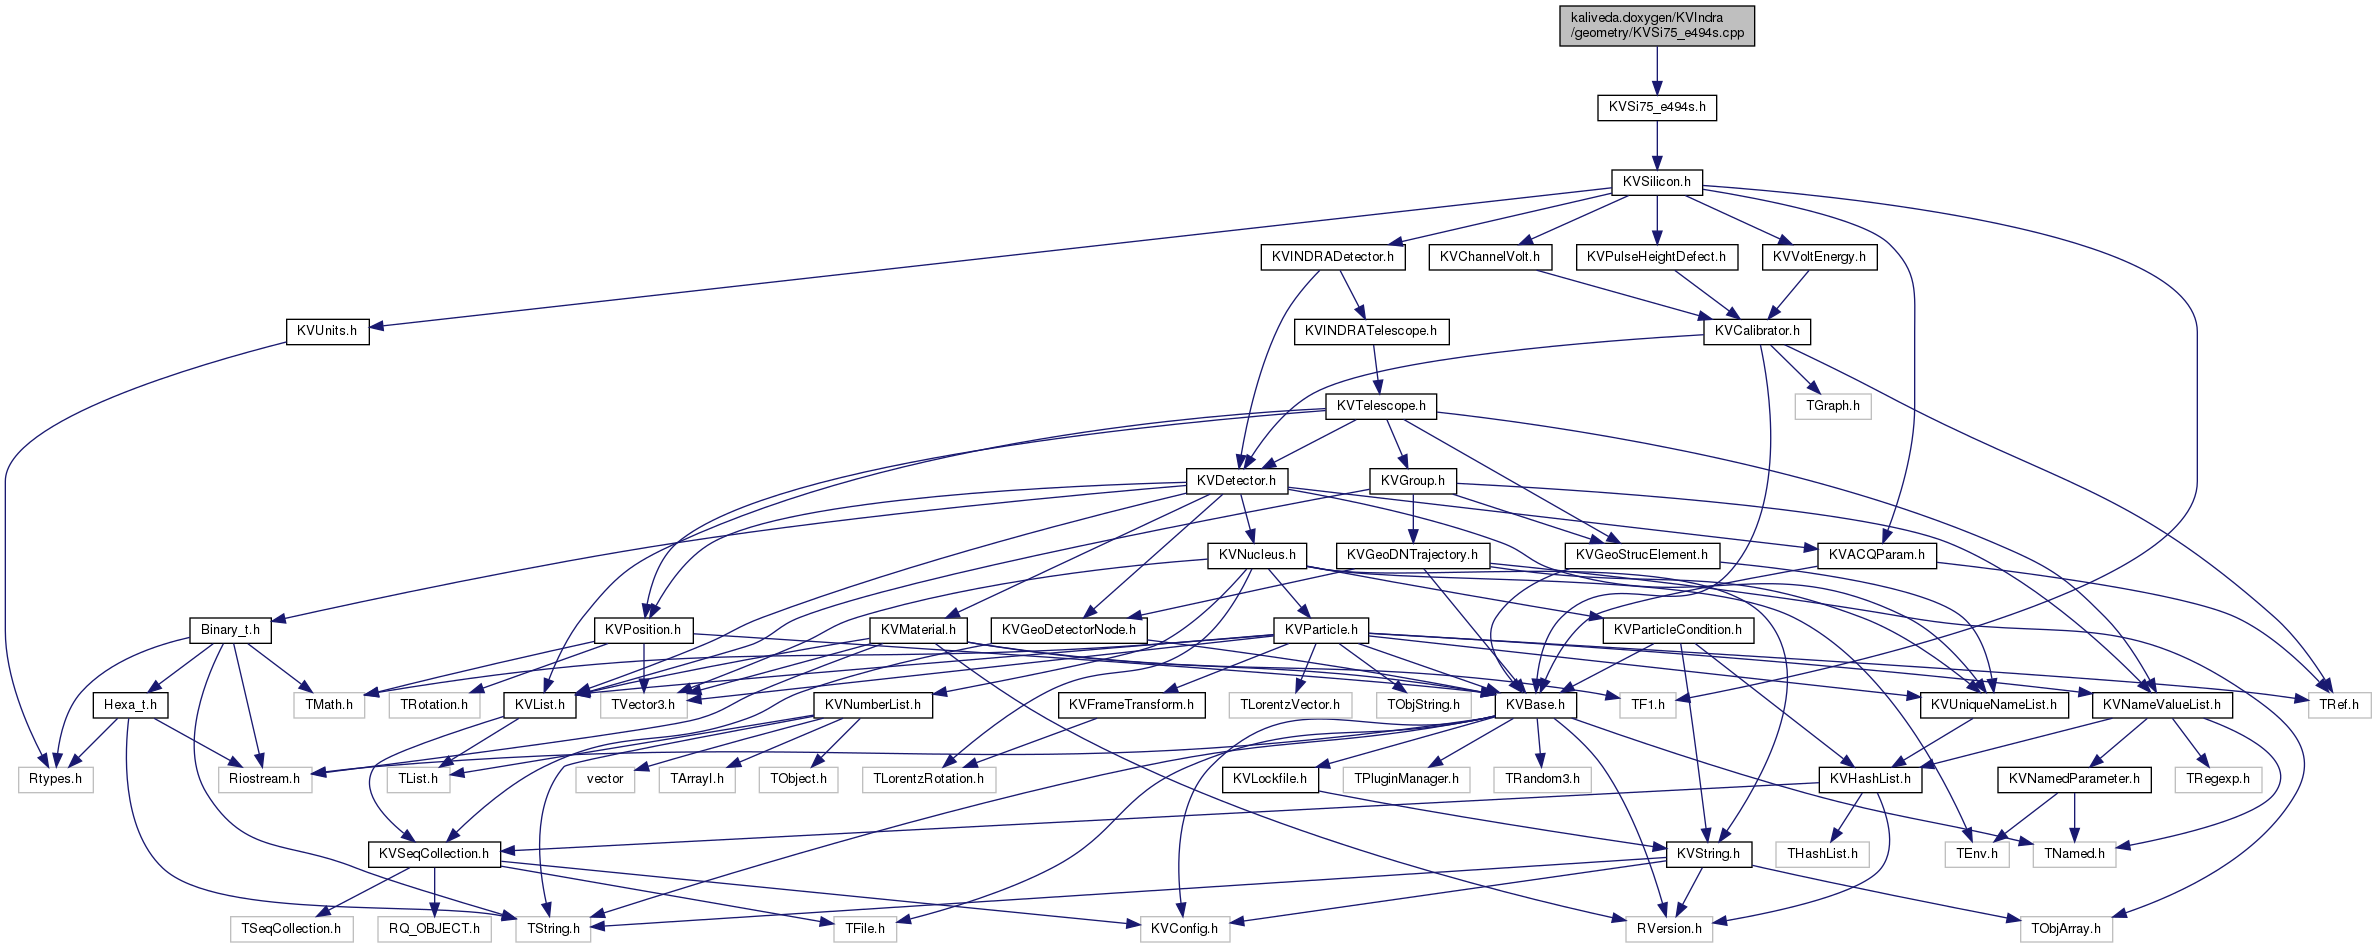 kaliveda.doxygen/KVIndra
/geometry/KVSi75_e494s.cpp
KVSi75_e494s.h
KVSilicon.h
KVINDRADetector.h
KVChannelVolt.h
KVPulseHeightDefect.h
KVVoltEnergy.h
KVUnits.h
KVINDRATelescope.h
KVCalibrator.h
KVTelescope.h
TGraph.h
KVDetector.h
KVGroup.h
KVNucleus.h
KVGeoDNTrajectory.h
KVGeoStrucElement.h
KVACQParam.h
Binary_t.h
KVPosition.h
KVMaterial.h
KVGeoDetectorNode.h
KVParticle.h
KVParticleCondition.h
Hexa_t.h
TMath.h
TRotation.h
KVList.h
TVector3.h
KVNumberList.h
KVFrameTransform.h
TLorentzVector.h
TObjString.h
KVBase.h
TF1.h
KVUniqueNameList.h
KVNameValueList.h
TRef.h
Rtypes.h
Riostream.h
TList.h
vector
TArrayI.h
TObject.h
TLorentzRotation.h
KVLockfile.h
TPluginManager.h
TRandom3.h
KVHashList.h
KVNamedParameter.h
TRegexp.h
KVSeqCollection.h
KVString.h
THashList.h
TEnv.h
TNamed.h
TSeqCollection.h
RQ_OBJECT.h
TString.h
TFile.h
KVConfig.h
RVersion.h
TObjArray.h